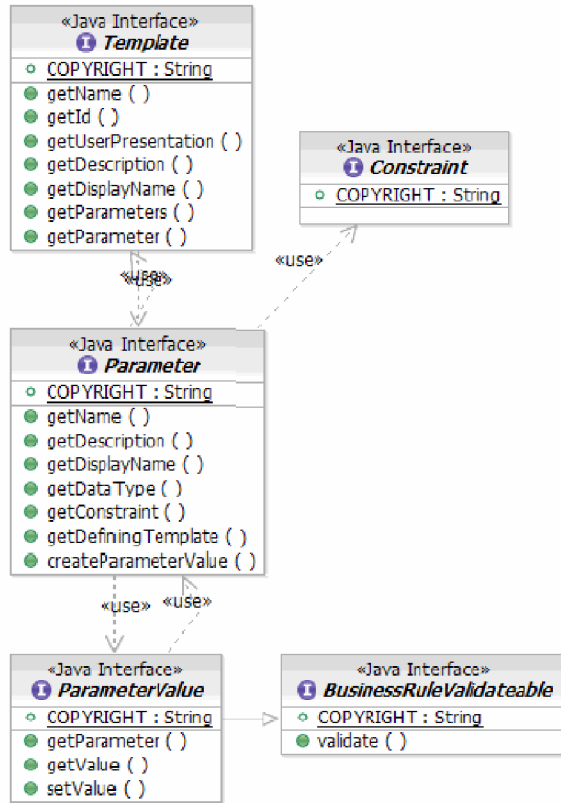 «Java Interface»
I Template
COPYRIGHT : String
getName ( )
getId ( )
getUserPresentation ( )
getDescription ( )
getDisplayName ( )
getParameters ( )
getParameter ( )
«Java Interface»
I Constraint
COPYRIGHT : String
«use»
«use»
«use»
«Java Interface»
I Parameter
COPYRIGHT : String
getName ( )
getDescription ( )
getDisplayName ( )
getDataType ( )
getConstraint ( )
getDefiningTemplate ( )
createParameterValue ( )
«use»
«use»
«Java Interface»
I ParameterValue
COPYRIGHT : String
getParameter ( )
getValue ( )
setValue ( )
«Java Interface»
I BusinessRuleValidateable
COPYRIGHT : String
validate ( )